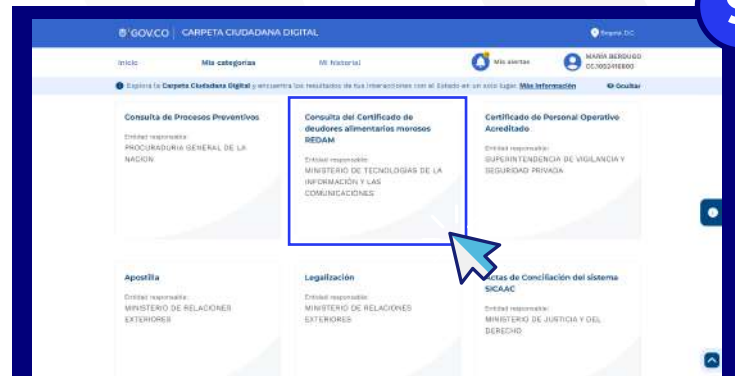 GOV.CO | CARPETA CIUDADANA DIGITAL
Bogotá, D.C.
Inicio
Mis categorías
Mi historial
Mis alertas
MARÍA BERDUGO
Explora la Carpeta Ciudadana Digital y encuentra los resultados de tus interacciones con el Estado en un solo lugar. Más información
Ocultar
Consulta de Procesos Preventivos
Entidad responsable:
PROCURADURIA GENERAL DE LA
NACION
Consulta del Certificado de
deudores alimentarios morosos
REDAM
Entidad responsable:
MINISTERIO DE TECNOLOGÍAS DE LA
INFORMACIÓN Y LAS
COMUNICACIONES
Certificado de Personal Operativo
Acreditado
Entidad responsable:
SUPERINTENDENCIA DE VIGILANCIA Y
SEGURIDAD PRIVADA
Apostilla
Entidad responsable:
MINISTERIO DE RELACIONES
EXTERIORES
Legalización
Entidad responsable:
MINISTERIO DE RELACIONES
EXTERIORES
Actas de Conciliación del sistema
SICAAC
Entidad responsable:
MINISTERIO DE JUSTICIA Y DEL
DERECHO